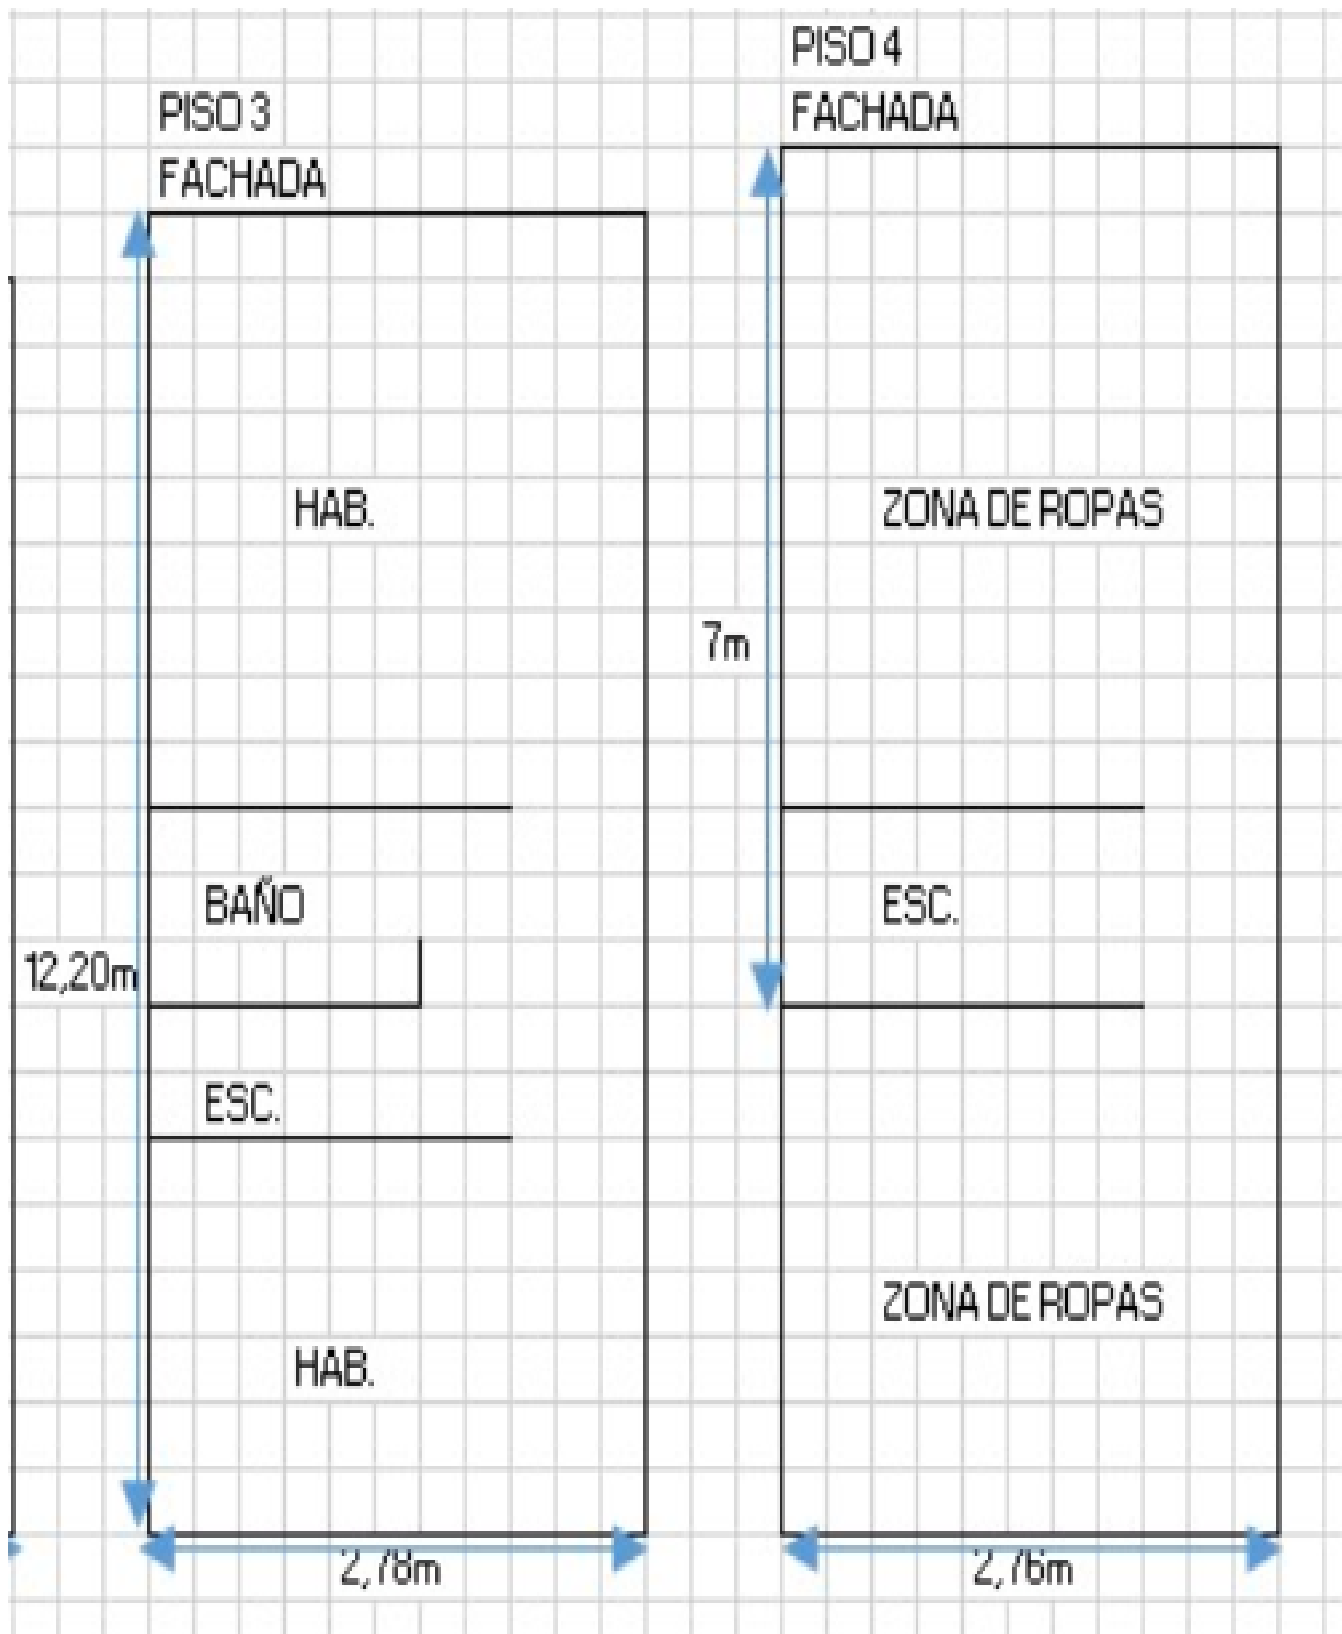 PISO 3
FACHADA
HAB.
BAÑO
12,20m
ESC.
HAB.
2,78m
PISO 4
FACHADA
ZONA DE ROPAS
7m
ESC.
ZONA DE ROPAS
2,76m